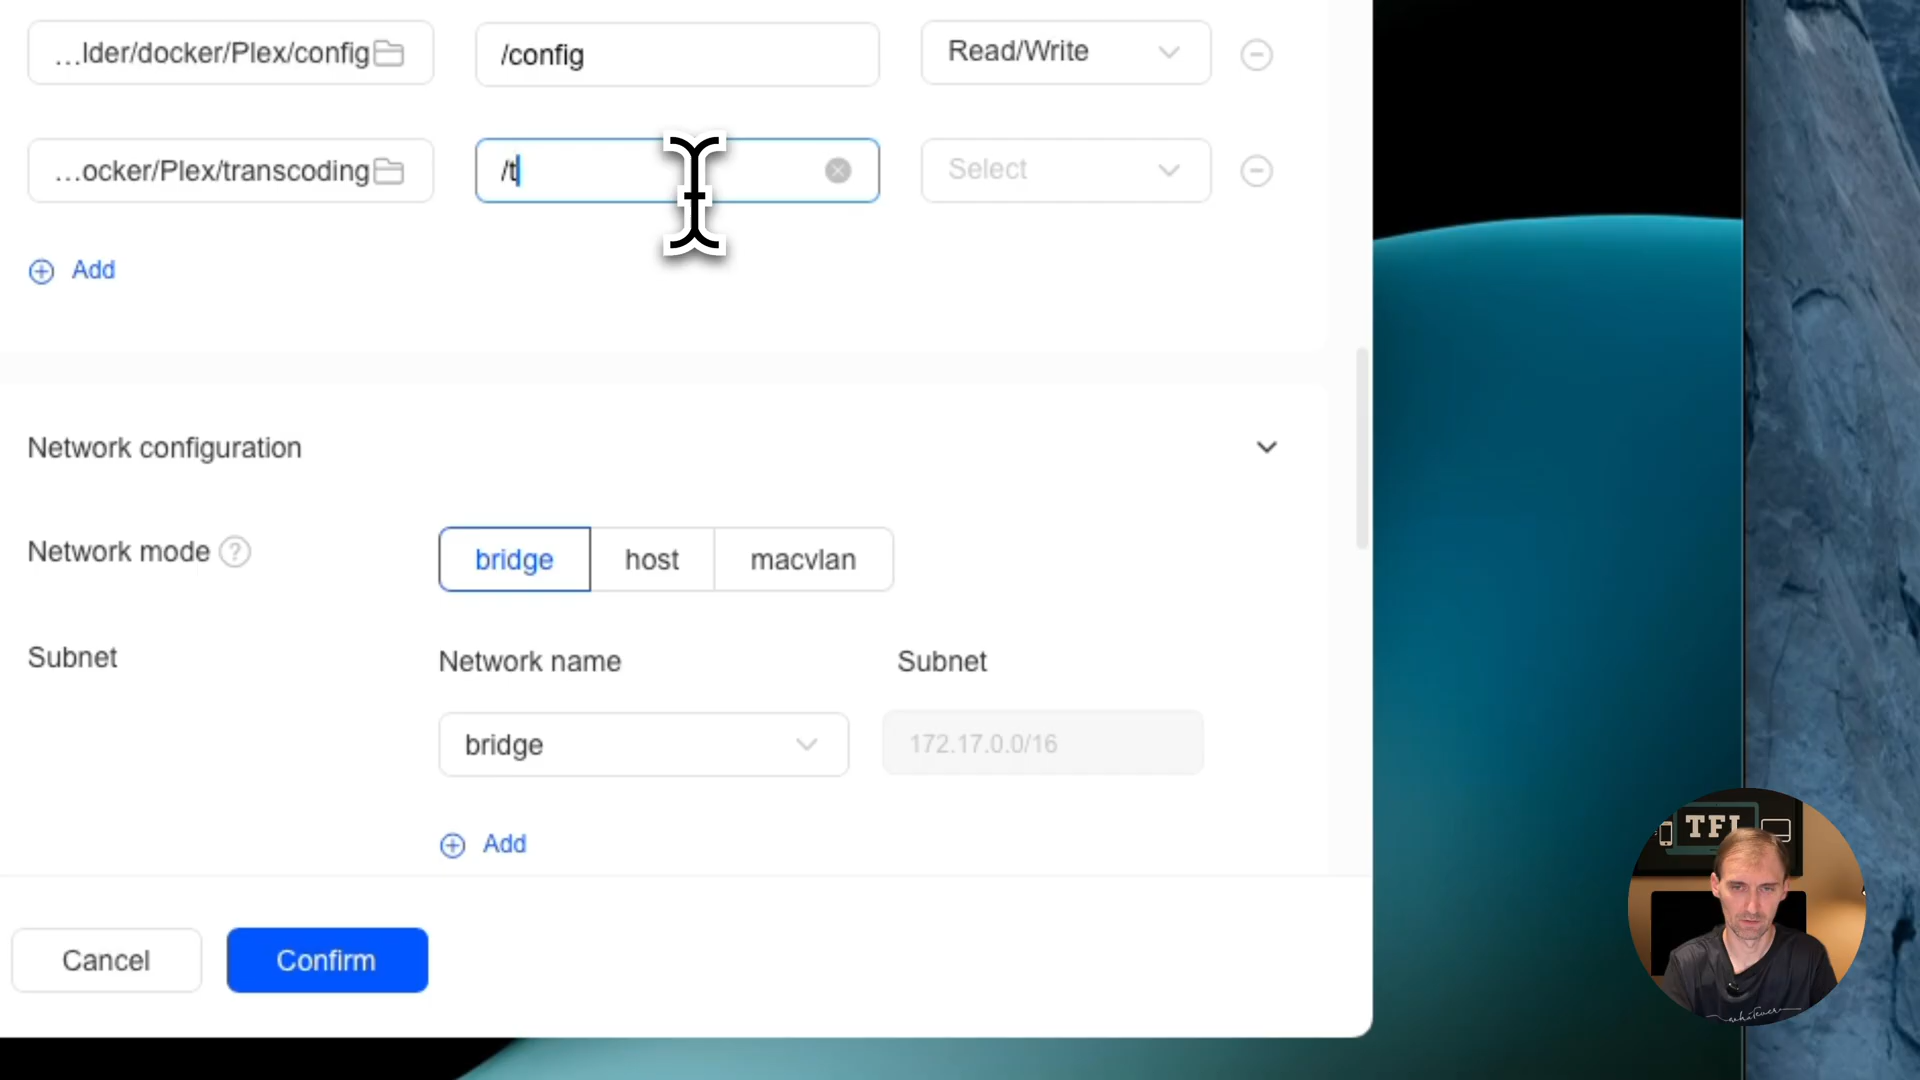 ...lder/docker/Plex/config /config Read/Write
...ocker/Plex/transcoding /t Select
Add
Network configuration
Network mode ? bridge host macvlan
Subnet Network name Subnet
bridge 172.17.0.0/16
Add
TFL
Cancel Confirm
whatever